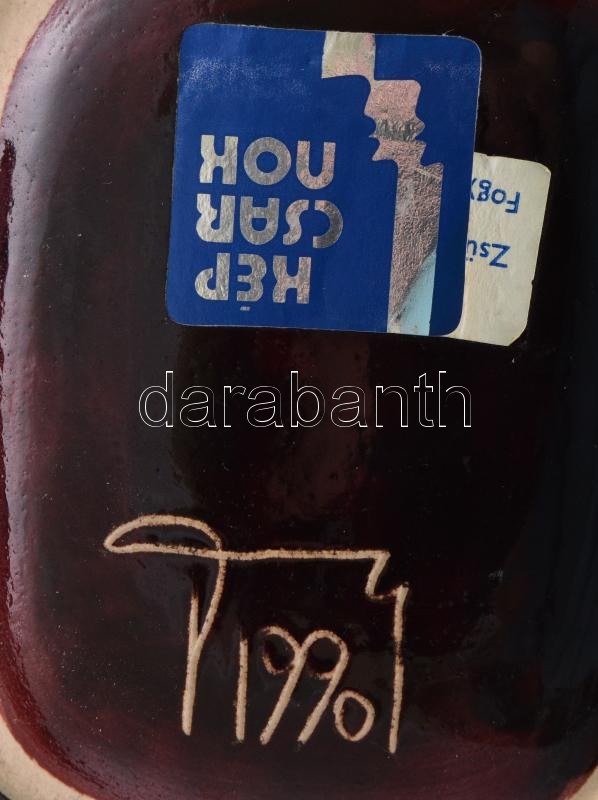 KÉP
CSAR
NOK
Zsü
Fogy
darabanth
1990